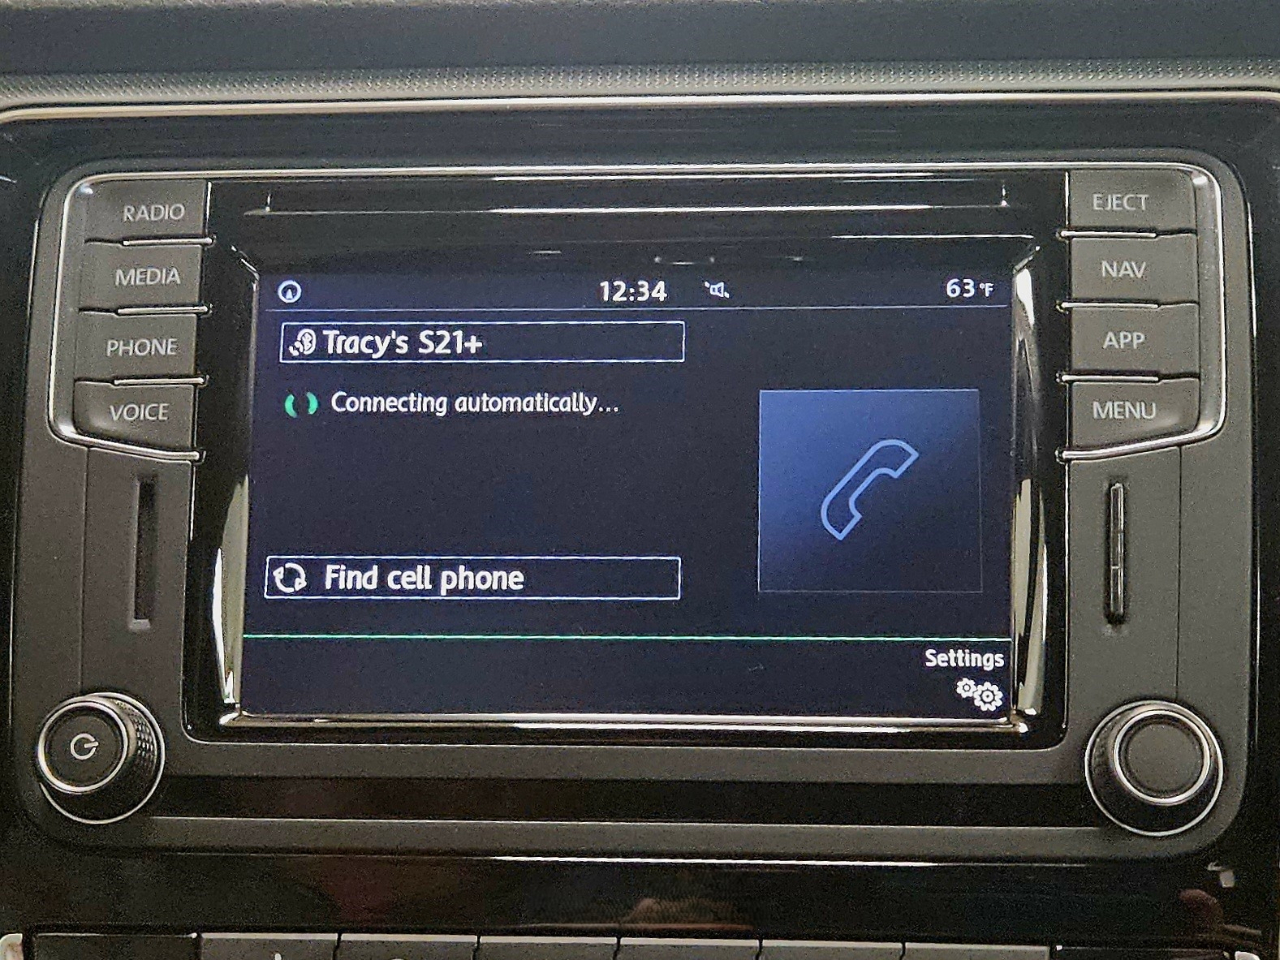 RADIO
MEDIA
PHONE
VOICE
EJECT
NAV
APP
MENU
12:34
63°F
Tracy's S21+
Connecting automatically...
Find cell phone
Settings